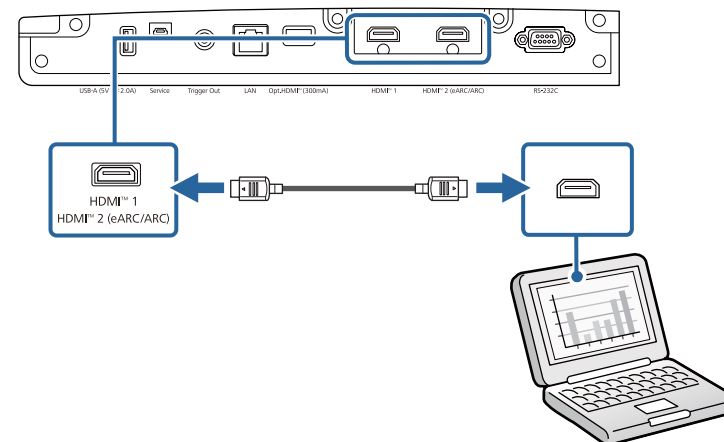 USB-A (5V ⎓ 2.0A) Service Trigger Out LAN Opt.HDMI™ (300mA) HDMI™ 1 HDMI™ 2 (eARC/ARC) RS-232C
HDMI™ 1
HDMI™ 2 (eARC/ARC)